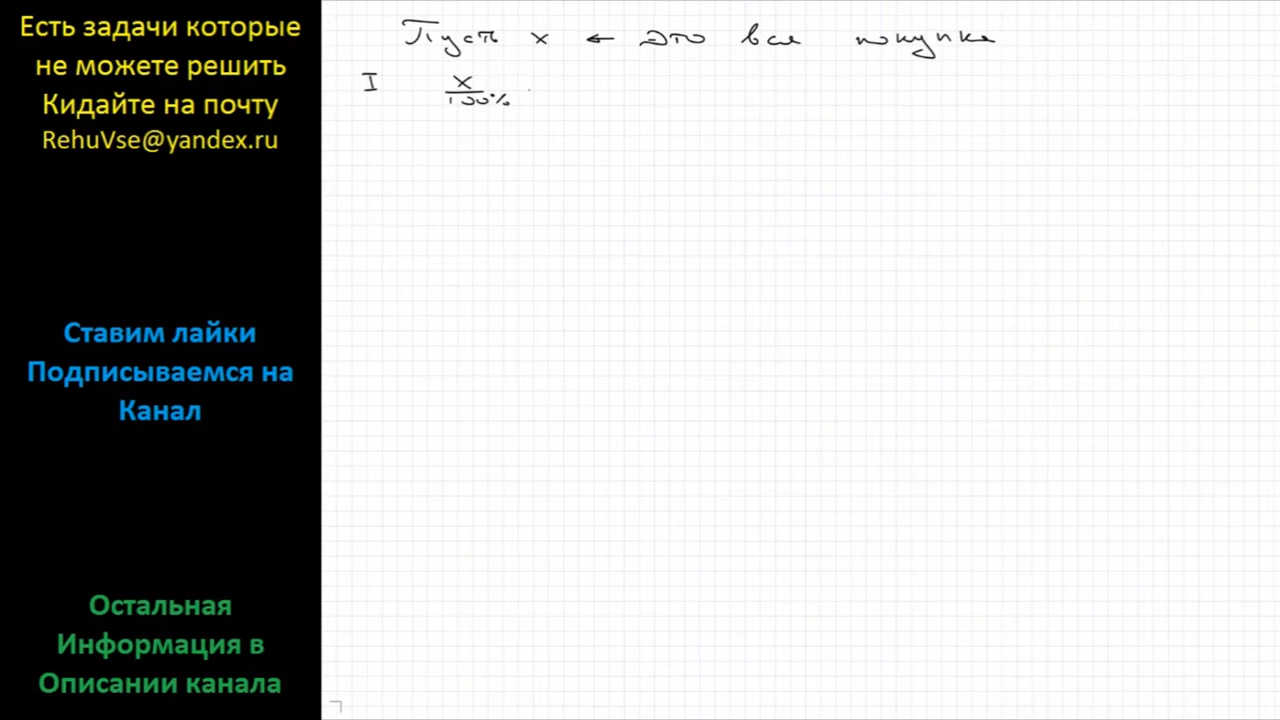 Есть задачи которые
не можете решить
Кидайте на почту
RehuVse@yandex.ru
Ставим лайки
Подписываемся на
Канал
Остальная
Информация в
Описании канала
Пусть x ← это вся покупка
I x/100%